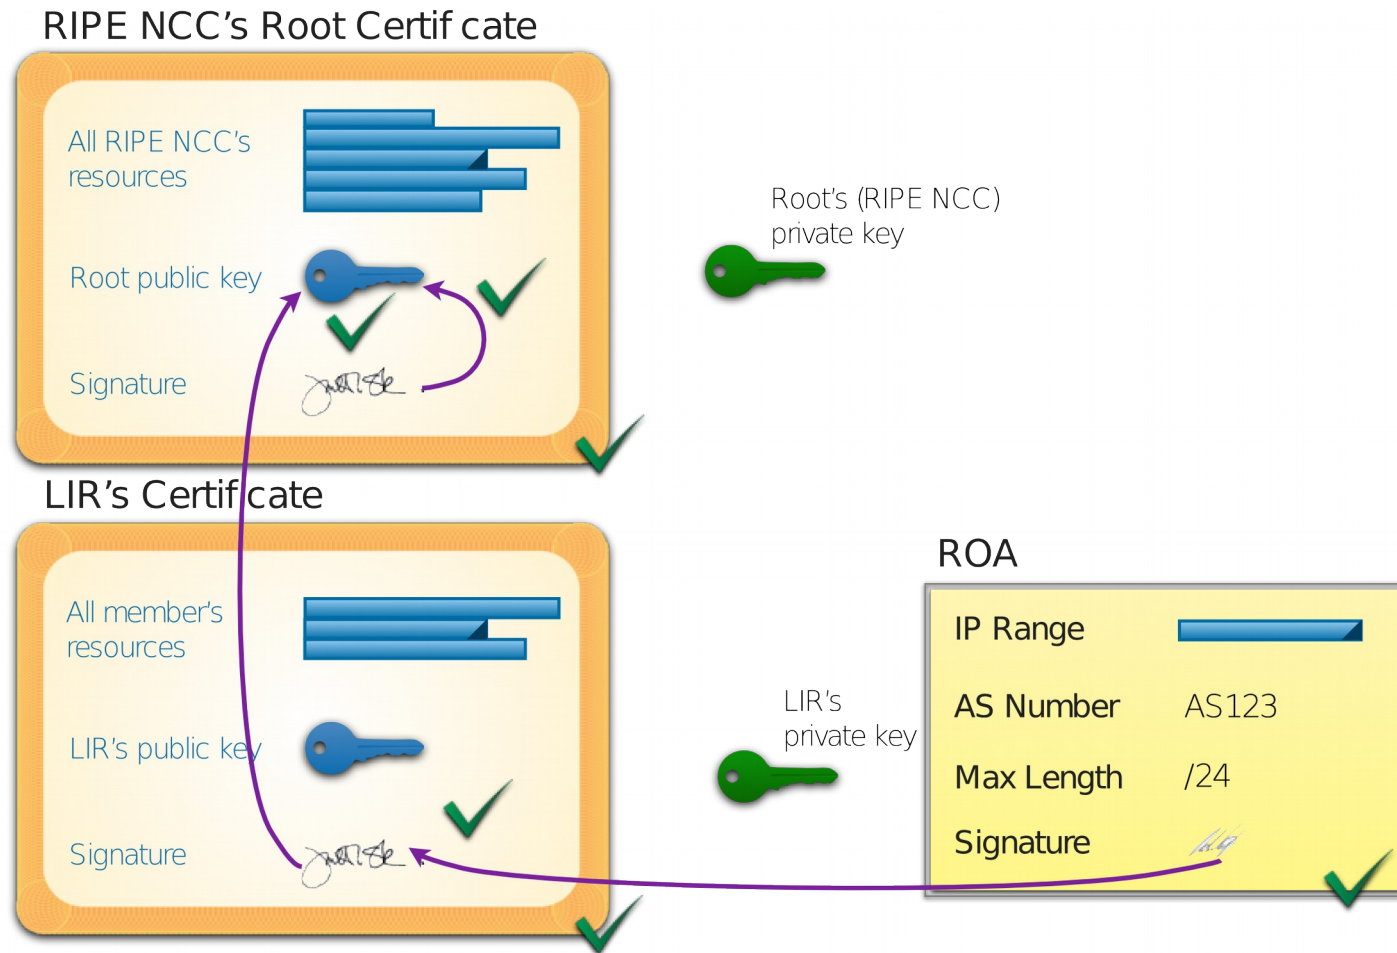 RIPE NCC's Root Certif cate
All RIPE NCC's
resources
Root public key
Signature
Root's (RIPE NCC)
private key
LIR's Certif cate
All member's
resources
LIR's public key
Signature
LIR's
private key
ROA
IP Range
AS Number AS123
Max Length /24
Signature